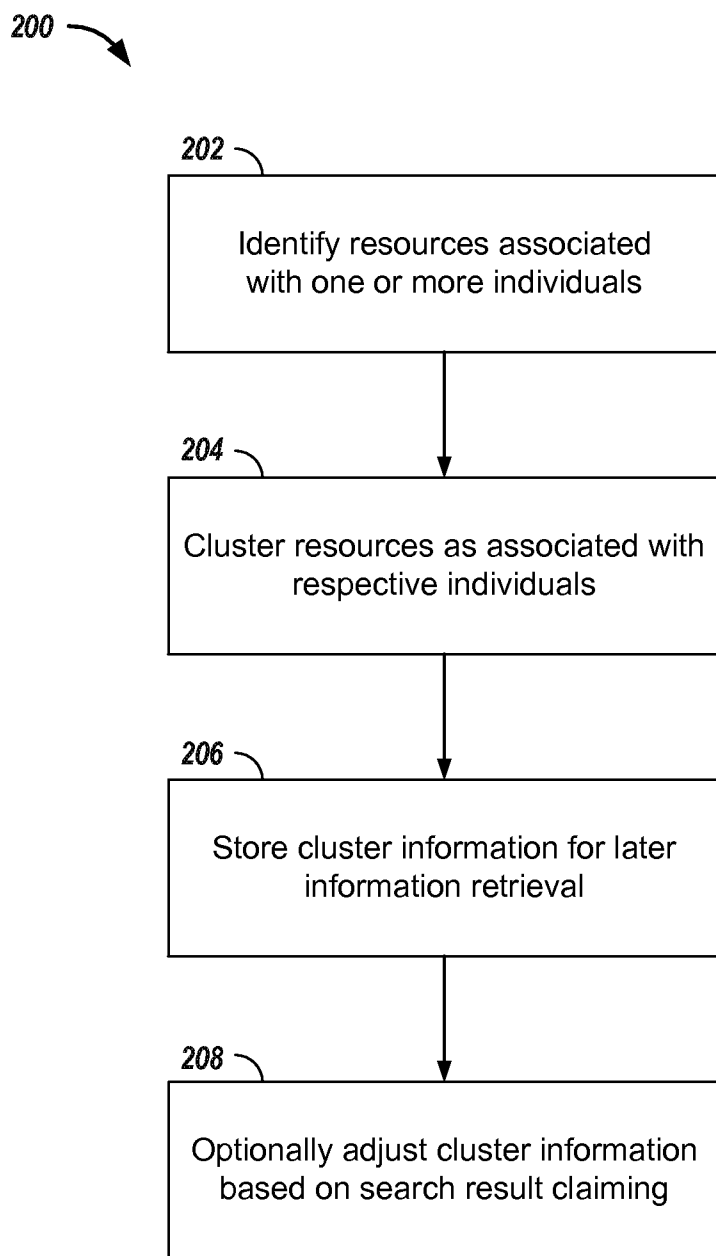 200
202
Identify resources associated
with one or more individuals
204
Cluster resources as associated with
respective individuals
206
Store cluster information for later
information retrieval
208
Optionally adjust cluster information
based on search result claiming